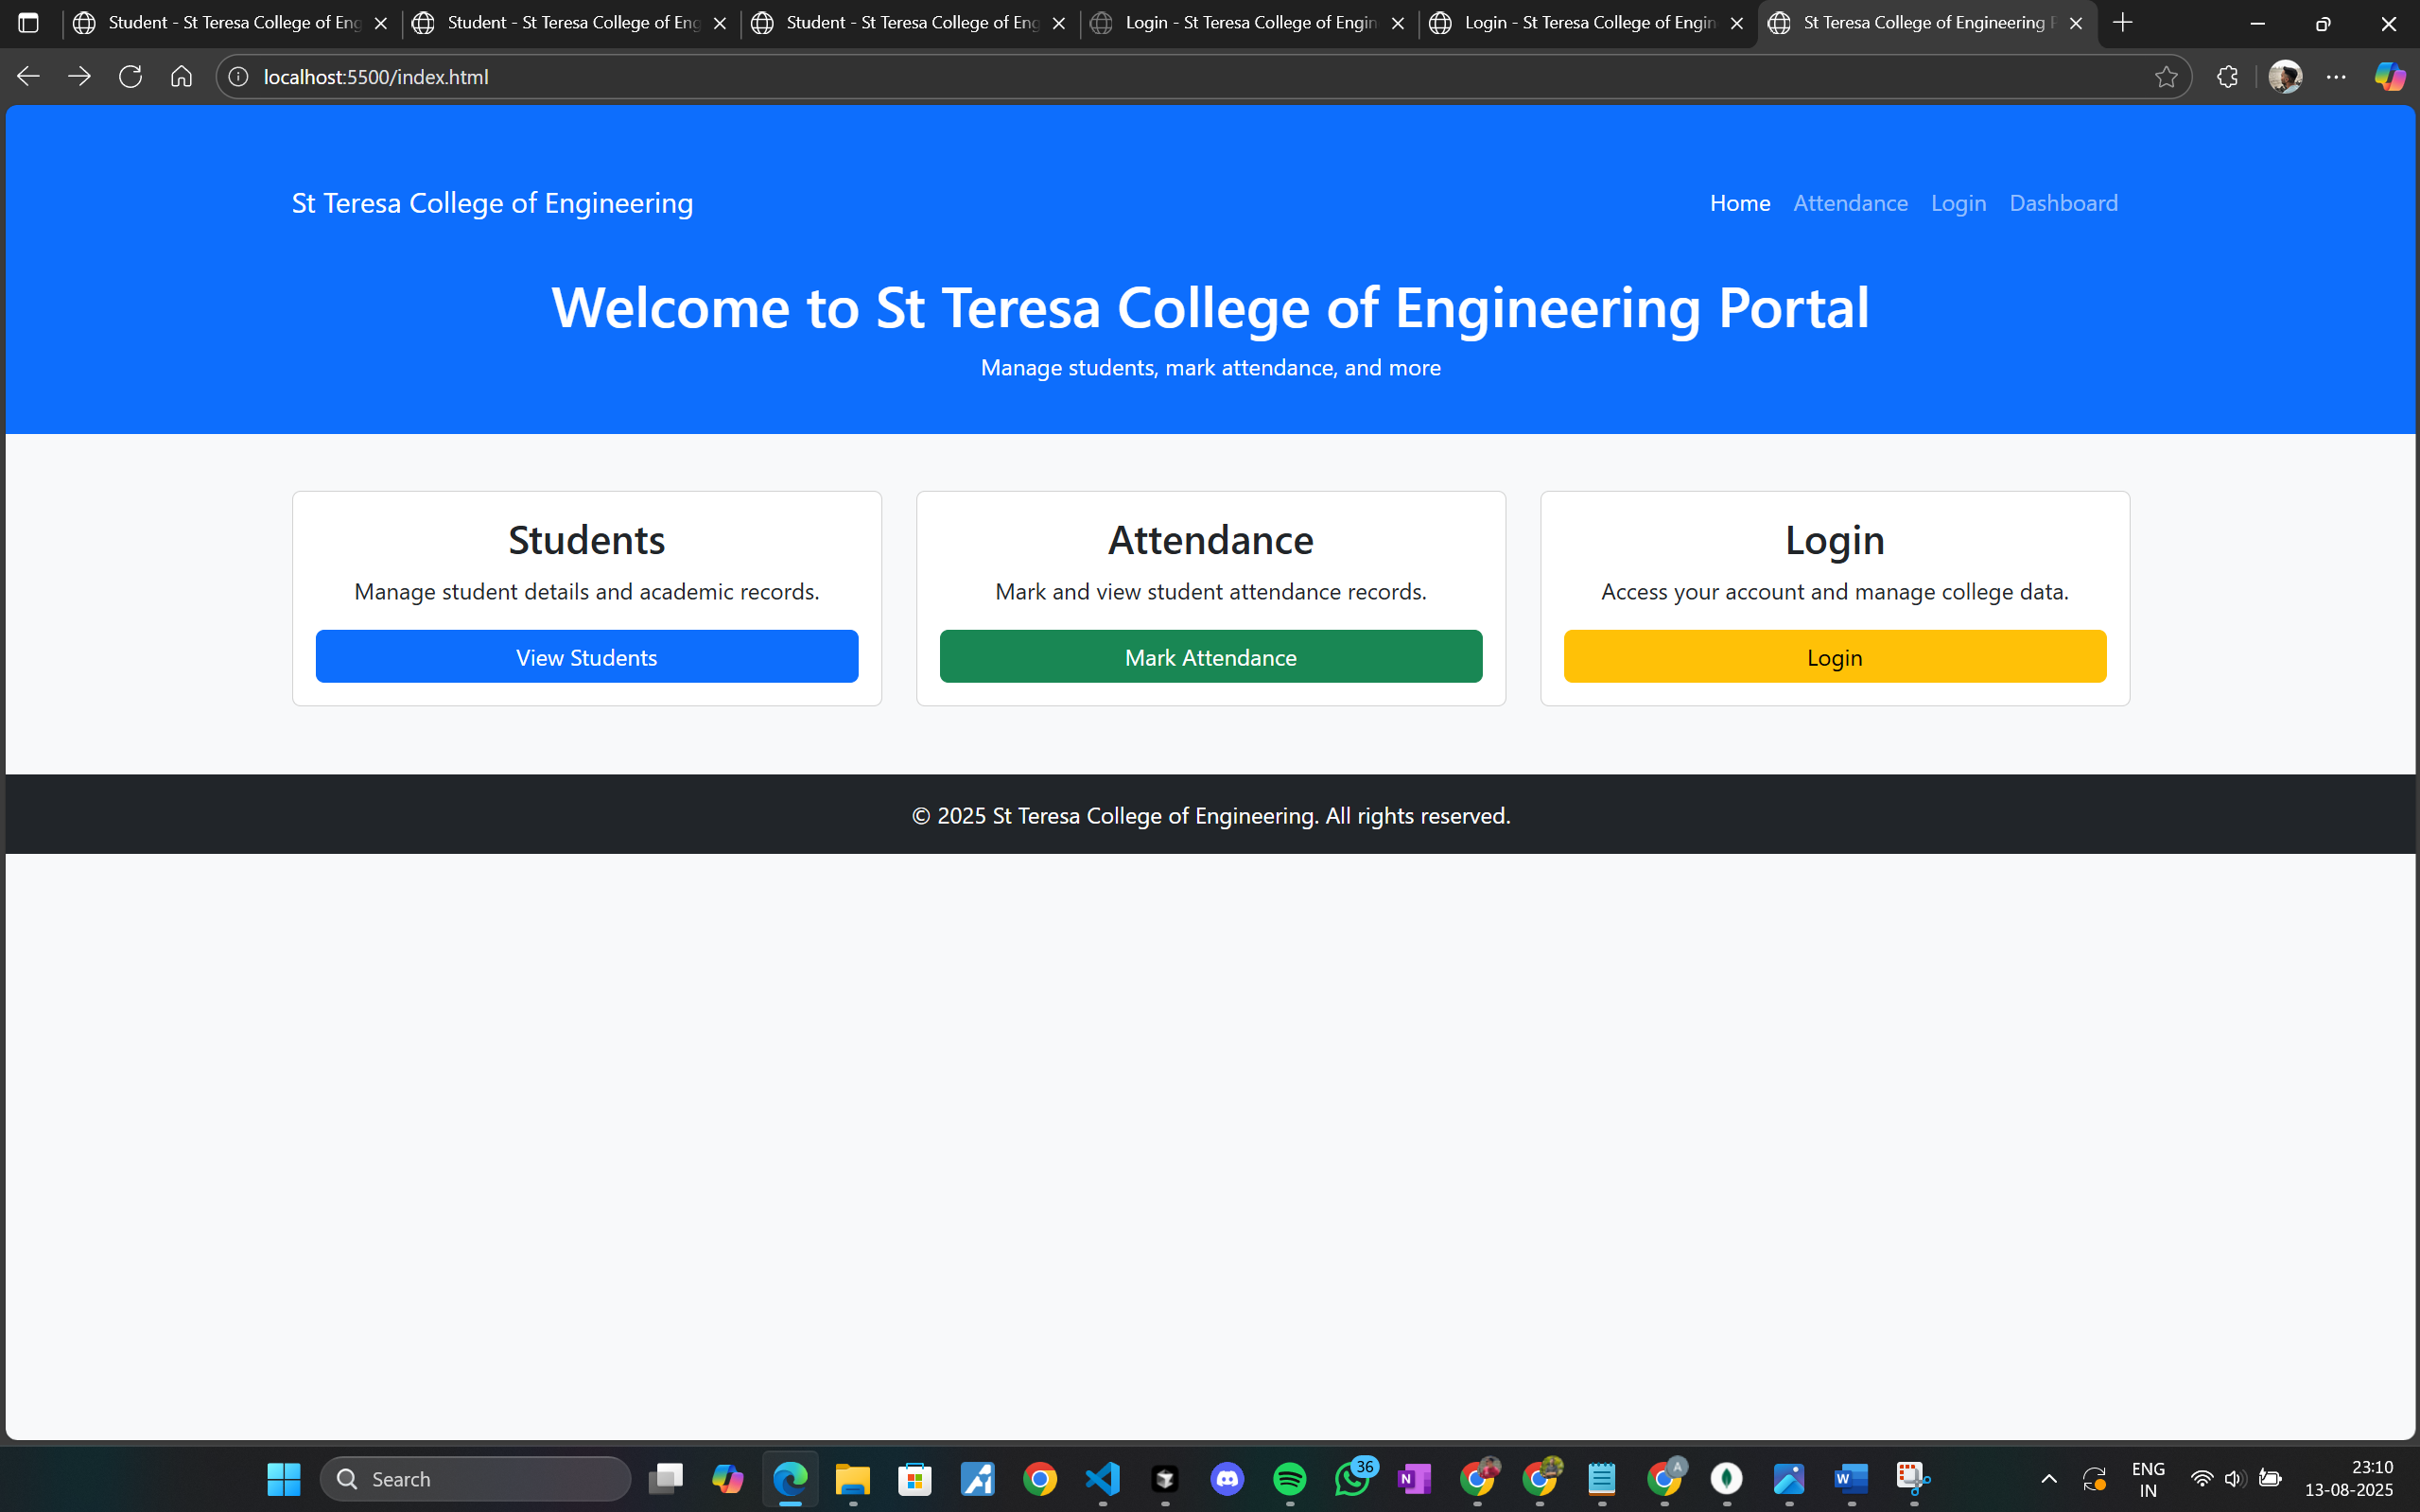 Student - St Teresa College of Eng
Student - St Teresa College of Eng
Student - St Teresa College of Eng
Login - St Teresa College of Engin
Login - St Teresa College of Engin
St Teresa College of Engineering P
localhost:5500/index.html
St Teresa College of Engineering
Home Attendance Login Dashboard
Welcome to St Teresa College of Engineering Portal
Manage students, mark attendance, and more
Students
Manage student details and academic records.
View Students
Attendance
Mark and view student attendance records.
Mark Attendance
Login
Access your account and manage college data.
Login
© 2025 St Teresa College of Engineering. All rights reserved.
Search
36
N
A
W
ENG
IN
23:10
13-08-2025